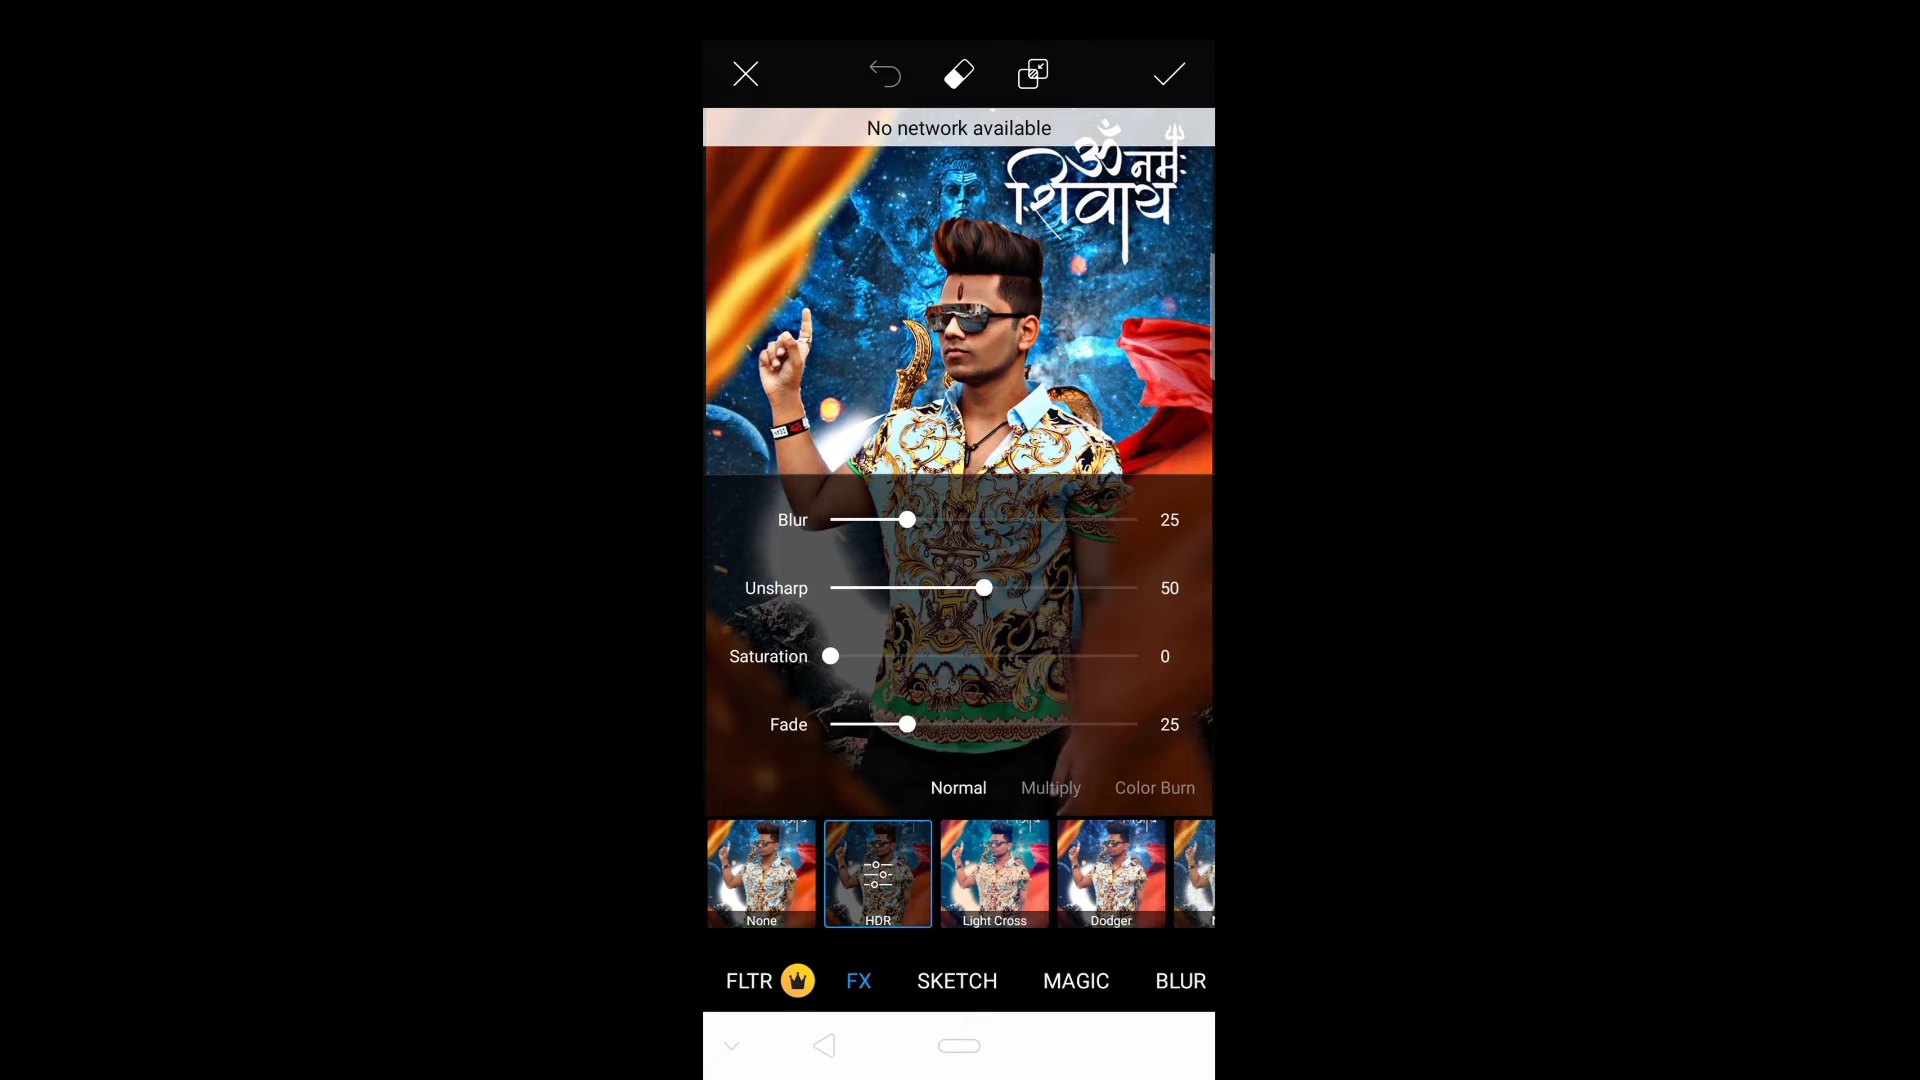 No network available
ॐ नमः
शिवाय
Blur 25
Unsharp 50
Saturation 0
Fade 25
Normal Multiply Color Burn
None HDR Light Cross Dodger
FLTR FX SKETCH MAGIC BLUR